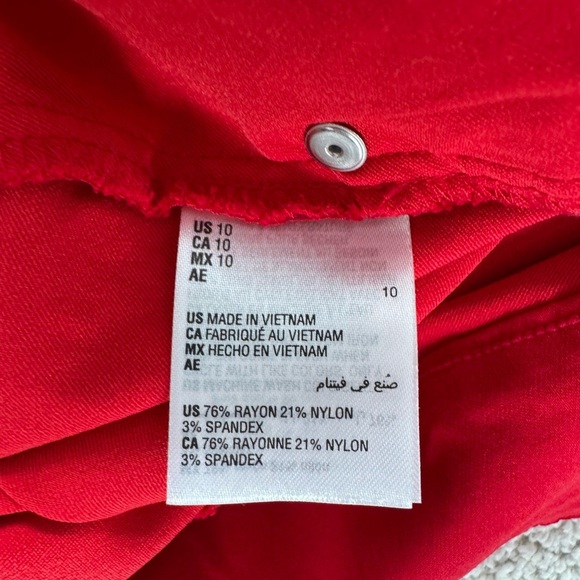 US 10
CA 10
MX 10
AE
10
US MADE IN VIETNAM
CA FABRIQUÉ AU VIETNAM
MX HECHO EN VIETNAM
AE
صُنع في فيتنام
US 76% RAYON 21% NYLON
3% SPANDEX
CA 76% RAYONNE 21% NYLON
3% SPANDEX